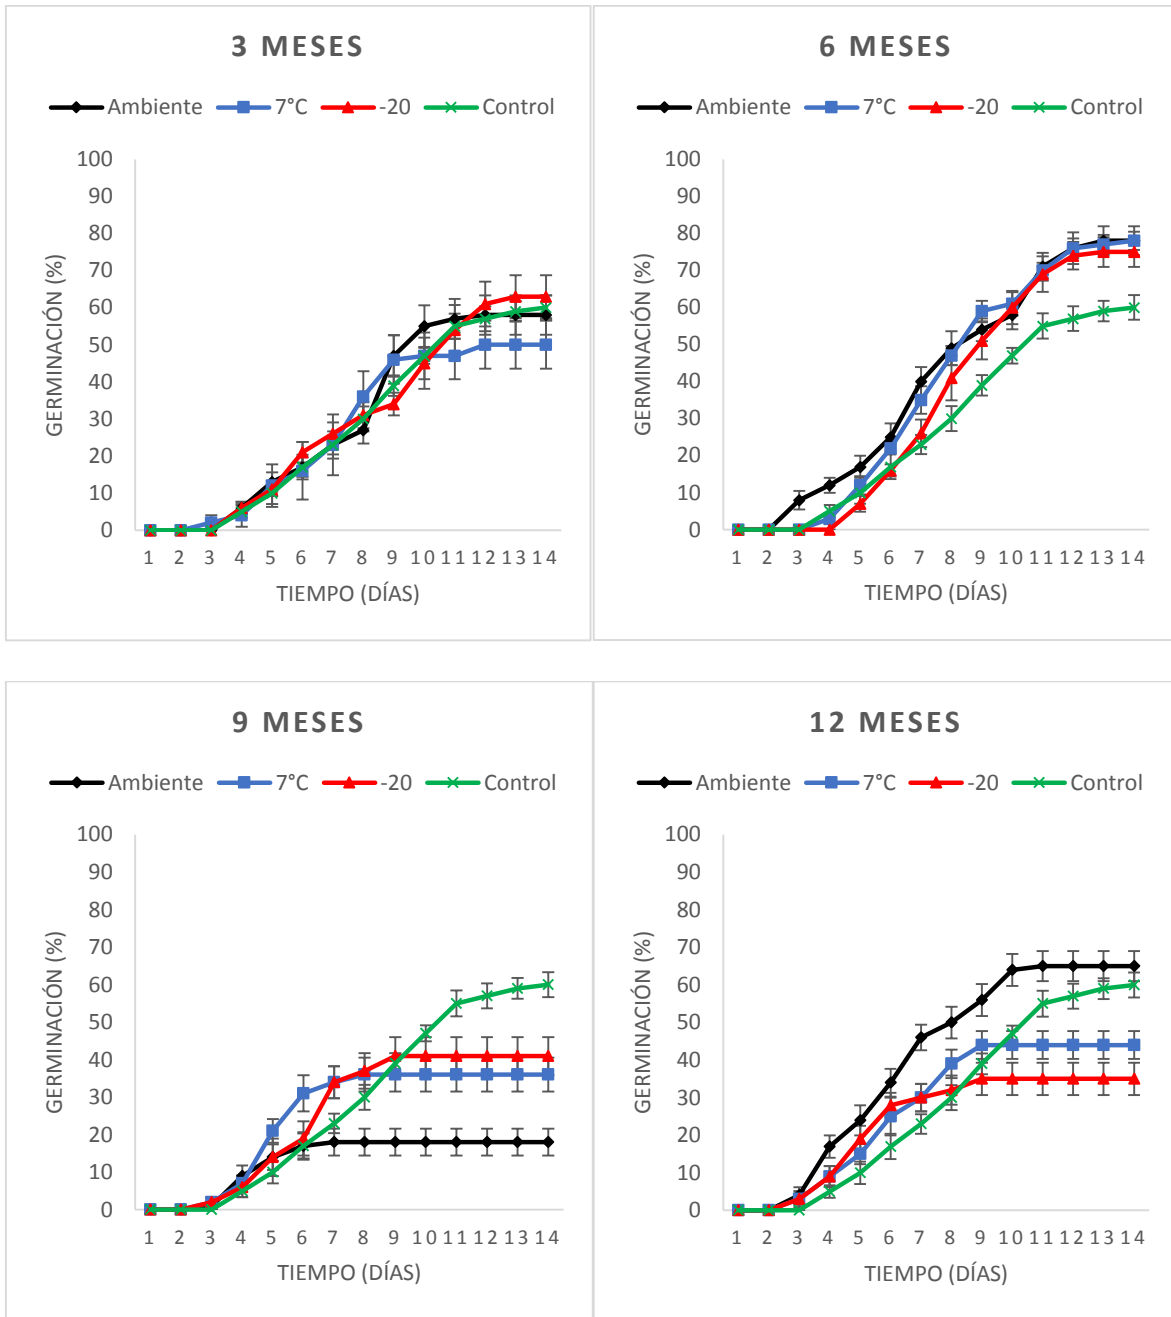 3 MESES
Ambiente 7°C -20 Control
100
90
80
70
60
50
40
30
20
10
0
GERMINACIÓN (%)
1 2 3 4 5 6 7 8 9 10 11 12 13 14
TIEMPO (DÍAS)
6 MESES
Ambiente 7°C -20 Control
100
90
80
70
60
50
40
30
20
10
0
GERMINACIÓN (%)
1 2 3 4 5 6 7 8 9 10 11 12 13 14
TIEMPO (DÍAS)
9 MESES
Ambiente 7°C -20 Control
100
90
80
70
60
50
40
30
20
10
0
GERMINACIÓN (%)
1 2 3 4 5 6 7 8 9 10 11 12 13 14
TIEMPO (DÍAS)
12 MESES
Ambiente 7°C -20 Control
100
90
80
70
60
50
40
30
20
10
0
GERMINACIÓN (%)
1 2 3 4 5 6 7 8 9 10 11 12 13 14
TIEMPO (DÍAS)